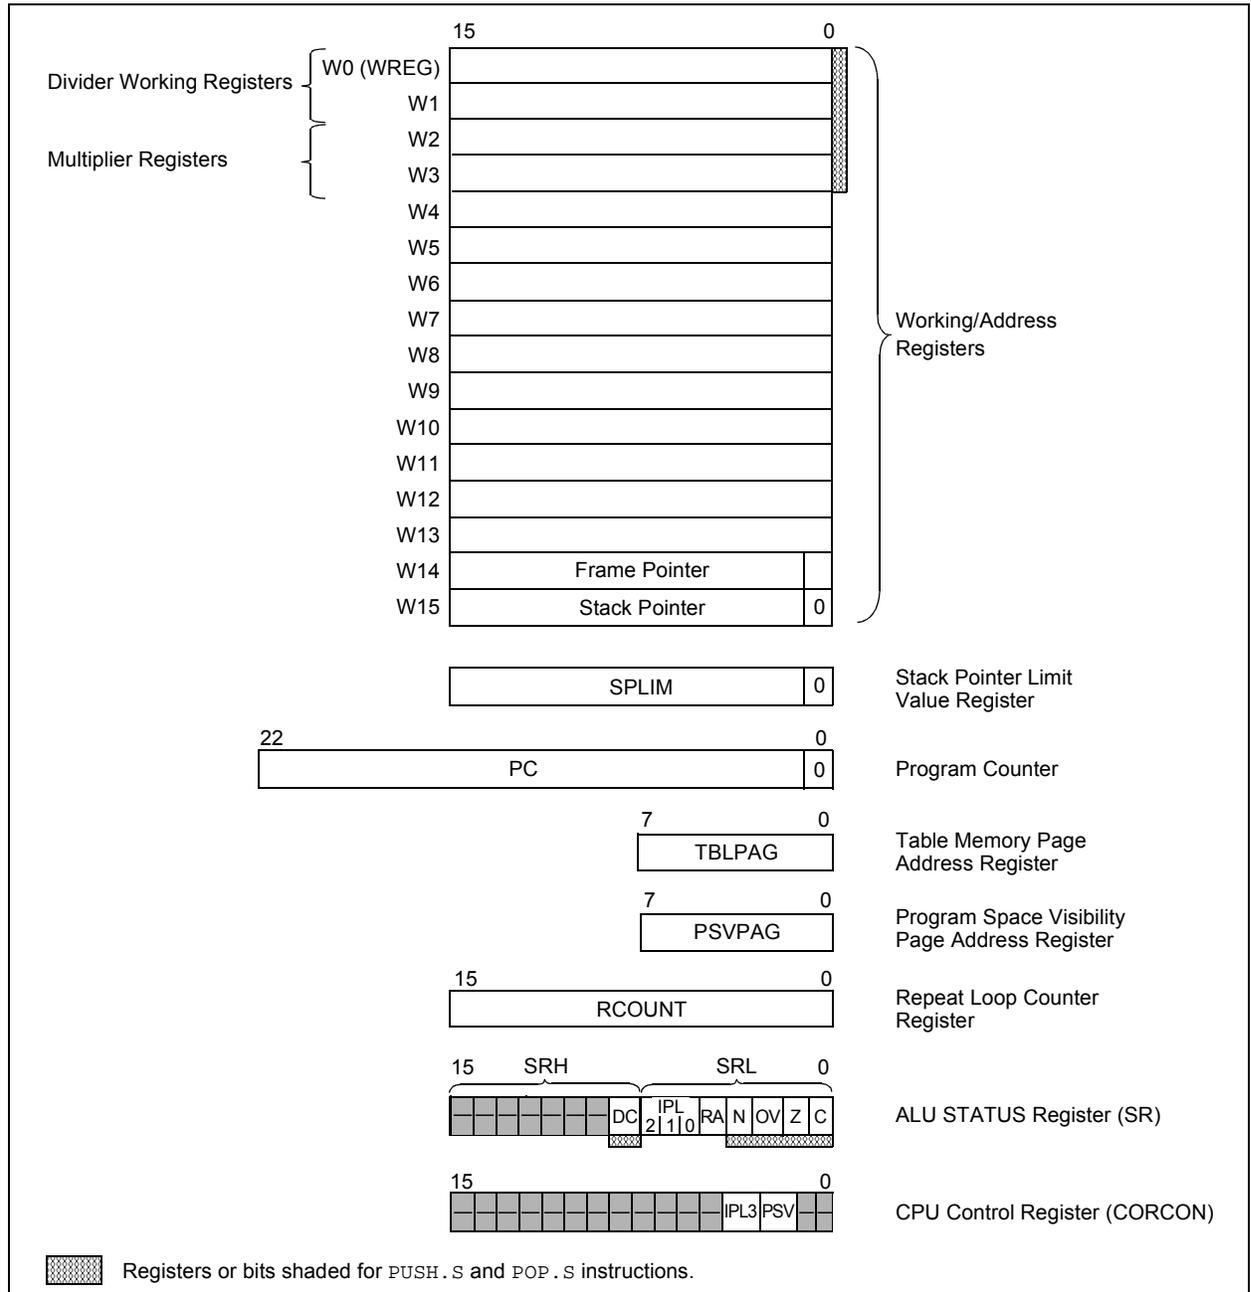 15 0
Divider Working Registers
W0 (WREG)
W1
Multiplier Registers
W2
W3
W4
W5
W6
W7
W8
W9
W10
W11
W12
W13
W14 Frame Pointer
W15 Stack Pointer 0
Working/Address
Registers
SPLIM 0
Stack Pointer Limit
Value Register
22 0
PC 0 Program Counter
7 0
TBLPAG
Table Memory Page
Address Register
7 0
PSVPAG
Program Space Visibility
Page Address Register
15 0
RCOUNT
Repeat Loop Counter
Register
15 SRH SRL 0
— — — — — — — DC IPL 2 1 0 RA N OV Z C ALU STATUS Register (SR)
15 0
— — — — — — — — — — — — IPL3 PSV — — CPU Control Register (CORCON)
Registers or bits shaded for PUSH.S and POP.S instructions.